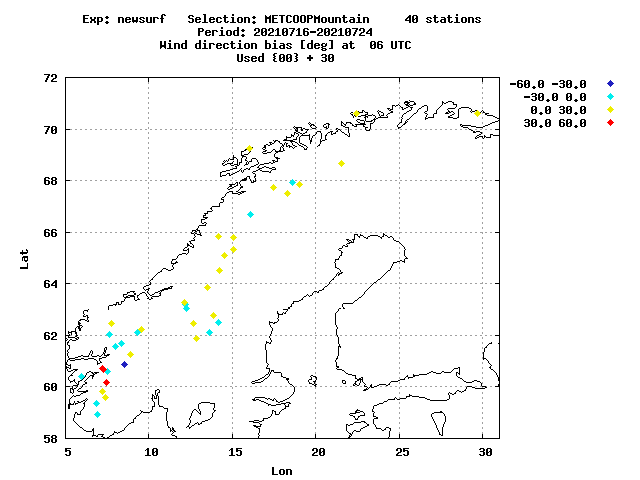 Exp: newsurf   Selection: METCOOPMountain     40 stations
Period: 20210716-20210724
Wind direction bias [deg] at  06 UTC
Used {00} + 30
-60.0 -30.0
-30.0 0.0
0.0 30.0
30.0 60.0
72
70
68
66
64
62
60
58
Lat
5 10 15 20 25 30
Lon